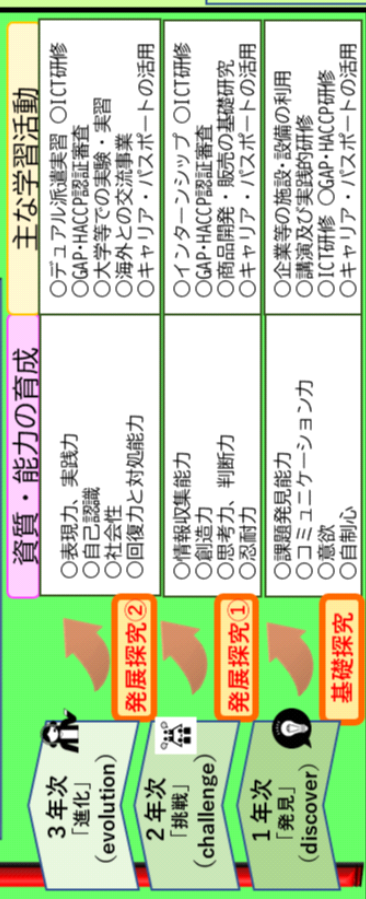 資質・能力の育成
主な学習活動
3年次
「進化」
(evolution)
発展探究②
○表現力、実践力
○自己認識
○社会性
○回復力と対処能力
○デュアル派遣実習 ○ICT研修
○GAP・HACCP認証審査
○大学等での実験・実習
○海外との交流事業
○キャリア・パスポートの活用
2年次
「挑戦」
(challenge)
発展探究①
○情報収集能力
○創造力
○思考力、判断力
○忍耐力
○インターンシップ ○ICT研修
○GAP・HACCP認証審査
○商品開発・販売の基礎研究
○キャリア・パスポートの活用
1年次
「発見」
(discover)
基礎探究
○課題発見能力
○コミュニケーション力
○意欲
○自制心
○企業等の施設・設備の利用
○講演及び実践的研修
○ICT研修 ○GAP・HACCP研修
○キャリア・パスポートの活用